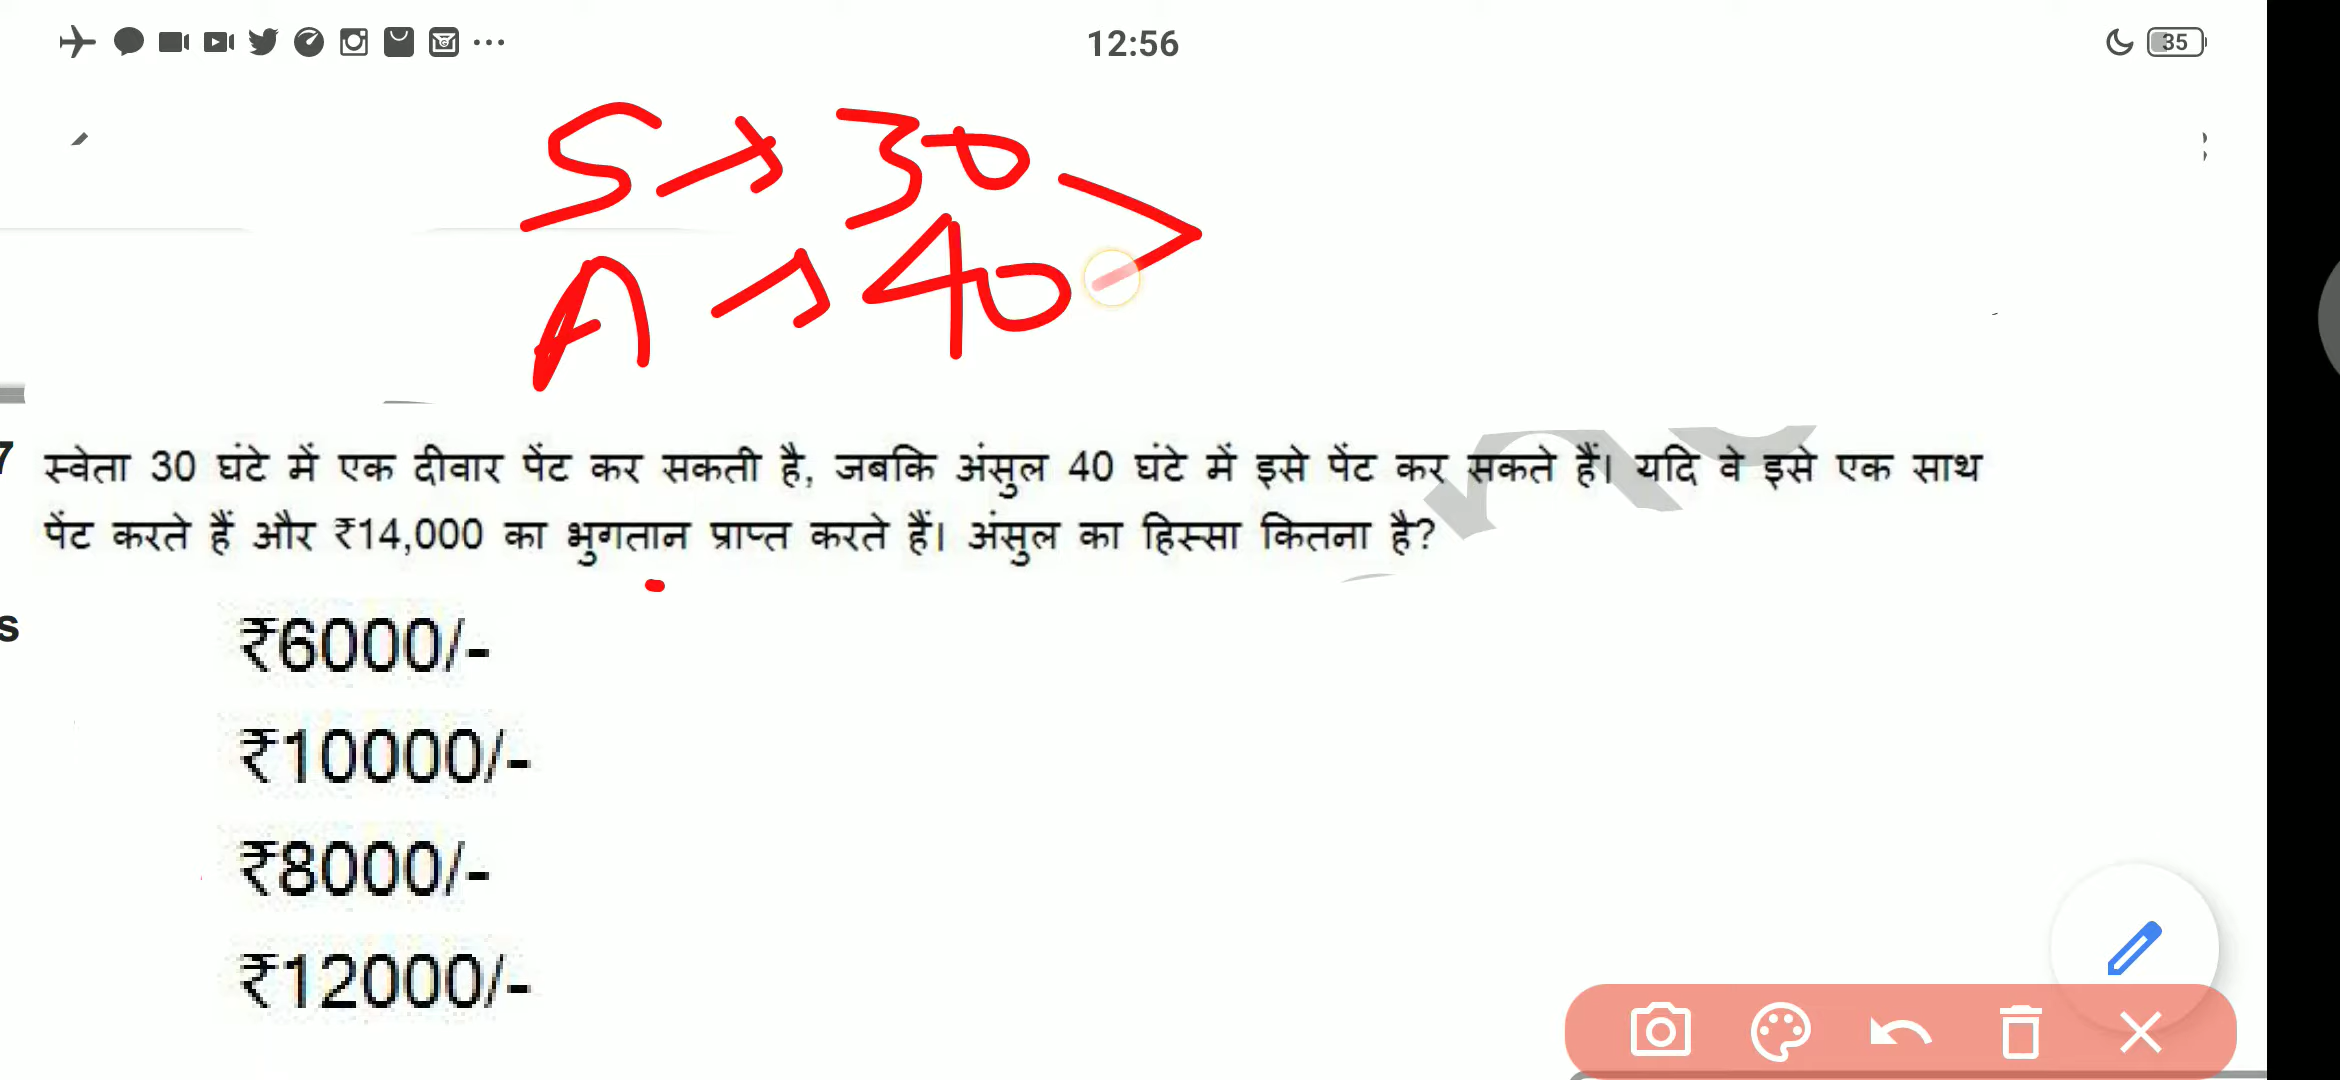 12:56
35
S → 30
A → 40
7 स्वेता 30 घंटे में एक दीवार पेंट कर सकती है, जबकि अंसुल 40 घंटे में इसे पेंट कर सकते हैं। यदि वे इसे एक साथ
पेंट करते हैं और ₹14,000 का भुगतान प्राप्त करते हैं। अंसुल का हिस्सा कितना है?
s
₹6000/-
₹10000/-
₹8000/-
₹12000/-